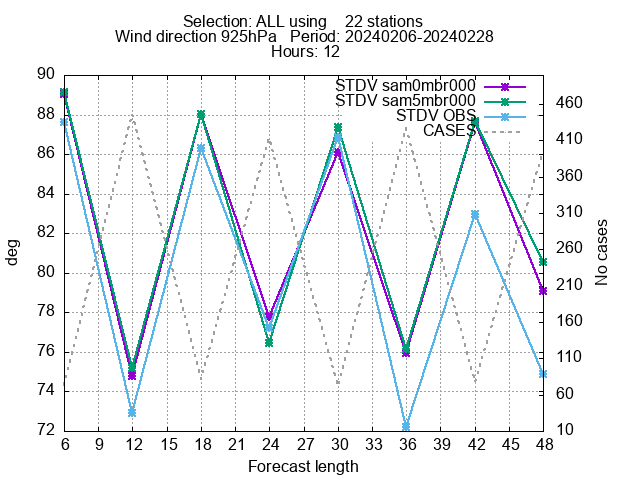 Selection: ALL using 22 stations
Wind direction 925hPa Period: 20240206-20240228
Hours: 12
STDV sam0mbr000
STDV sam5mbr000
STDV OBS
CASES
90
88
86
84
82
80
78
76
74
72
deg
460
410
360
310
260
210
160
110
60
10
No cases
6 9 12 15 18 21 24 27 30 33 36 39 42 45 48
Forecast length